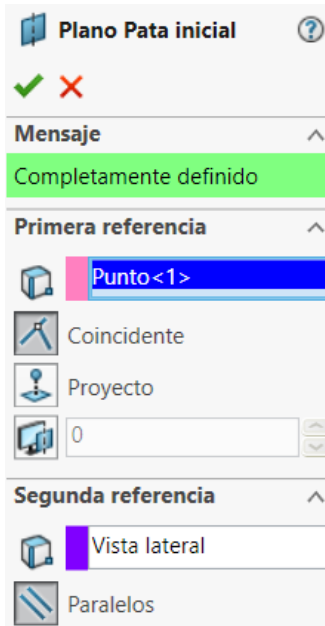 Plano Pata inicial
Mensaje
Completamente definido
Primera referencia
Punto<1>
Coincidente
Proyecto
0
Segunda referencia
Vista lateral
Paralelos